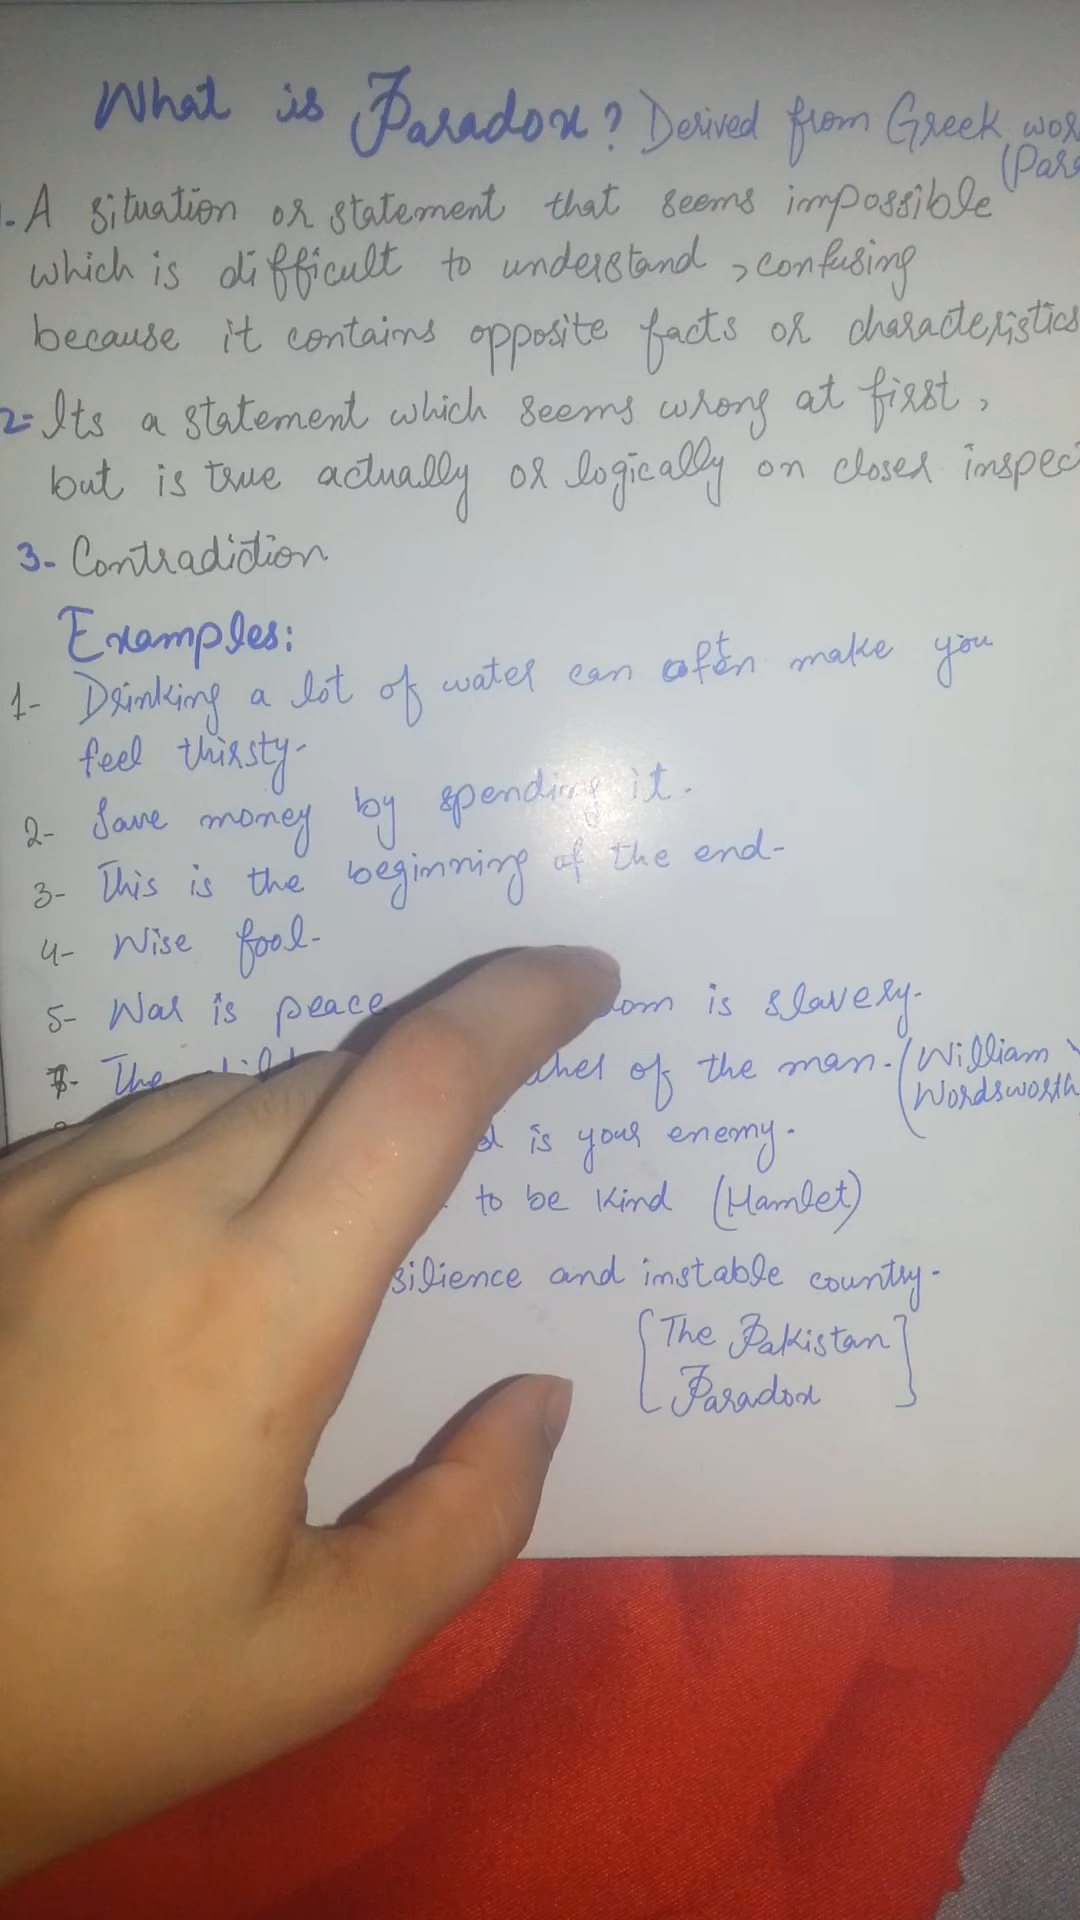 What is Paradox? Derived from Greek
1. A situation or statement that seems impossible
which is difficult to understand, confusing
because it contains opposite facts or characteristics
2= Its a statement which seems wrong at first,
but is true actually or logically on closer
3- Contradiction
Examples:
1- Drinking a lot of water can often make you
feel thirsty-
2- Save money by spending it.
3- This is the beginning of the end-
4- Wise fool-
5- War is peace is slavery-
7- The of the man- (William
Wordsworth
is your enemy-
to be kind (Hamlet)
and instable country-
[The Pakistan]
Paradox